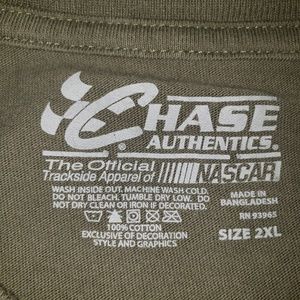 CHASE
AUTHENTICS.
The Official
Trackside Apparel of NASCAR
WASH INSIDE OUT. MACHINE WASH COLD.
DO NOT BLEACH. TUMBLE DRY LOW. DO
NOT DRY CLEAN OR IRON IF DECORATED.
100% COTTON
EXCLUSIVE OF DECORATION
STYLE AND GRAPHICS
MADE IN
BANGLADESH
RN 93965
SIZE 2XL